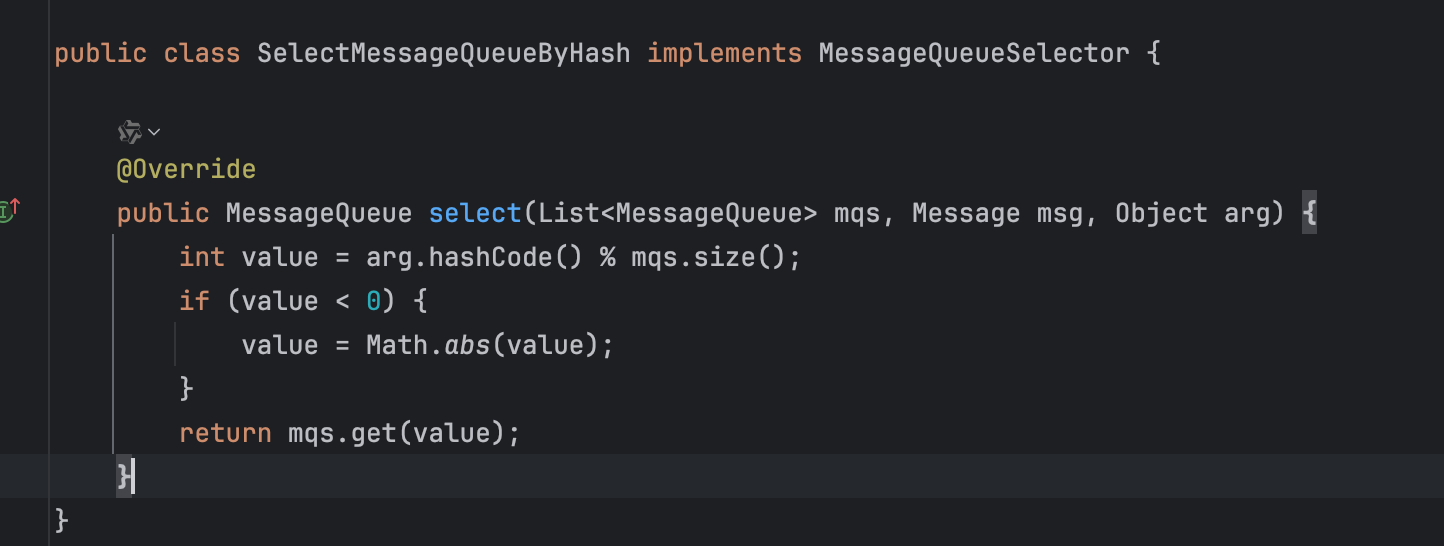 public class SelectMessageQueueByHash implements MessageQueueSelector {
@Override
public MessageQueue select(List<MessageQueue> mqs, Message msg, Object arg) {
int value = arg.hashCode() % mqs.size();
if (value < 0) {
value = Math.abs(value);
}
return mqs.get(value);
}
}